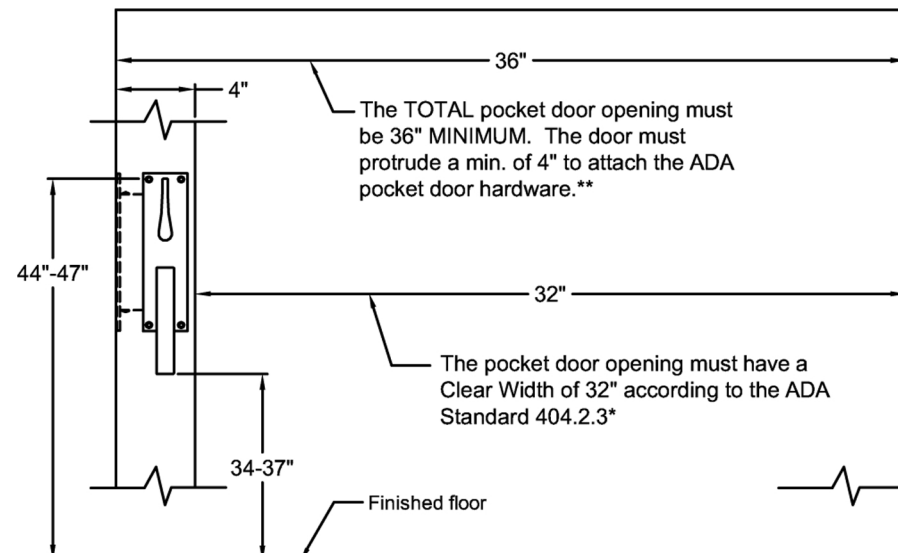 36"
4"
The TOTAL pocket door opening must
be 36" MINIMUM. The door must
protrude a min. of 4" to attach the ADA
pocket door hardware.**
44"-47"
32"
The pocket door opening must have a
Clear Width of 32" according to the ADA
Standard 404.2.3*
34-37"
Finished floor